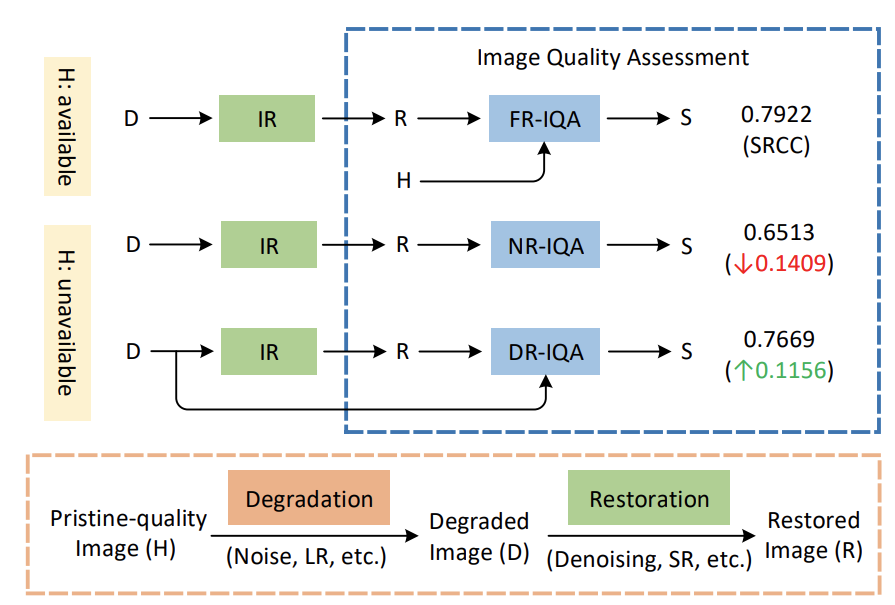 Image Quality Assessment
H: available
D
IR
R
FR-IQA
S
0.7922
(SRCC)
H
H: unavailable
D
IR
R
NR-IQA
S
0.6513
(↓0.1409)
D
IR
R
DR-IQA
S
0.7669
(↑0.1156)
Pristine-quality
Image (H)
Degradation
(Noise, LR, etc.)
Degraded
Image (D)
Restoration
(Denoising, SR, etc.)
Restored
Image (R)